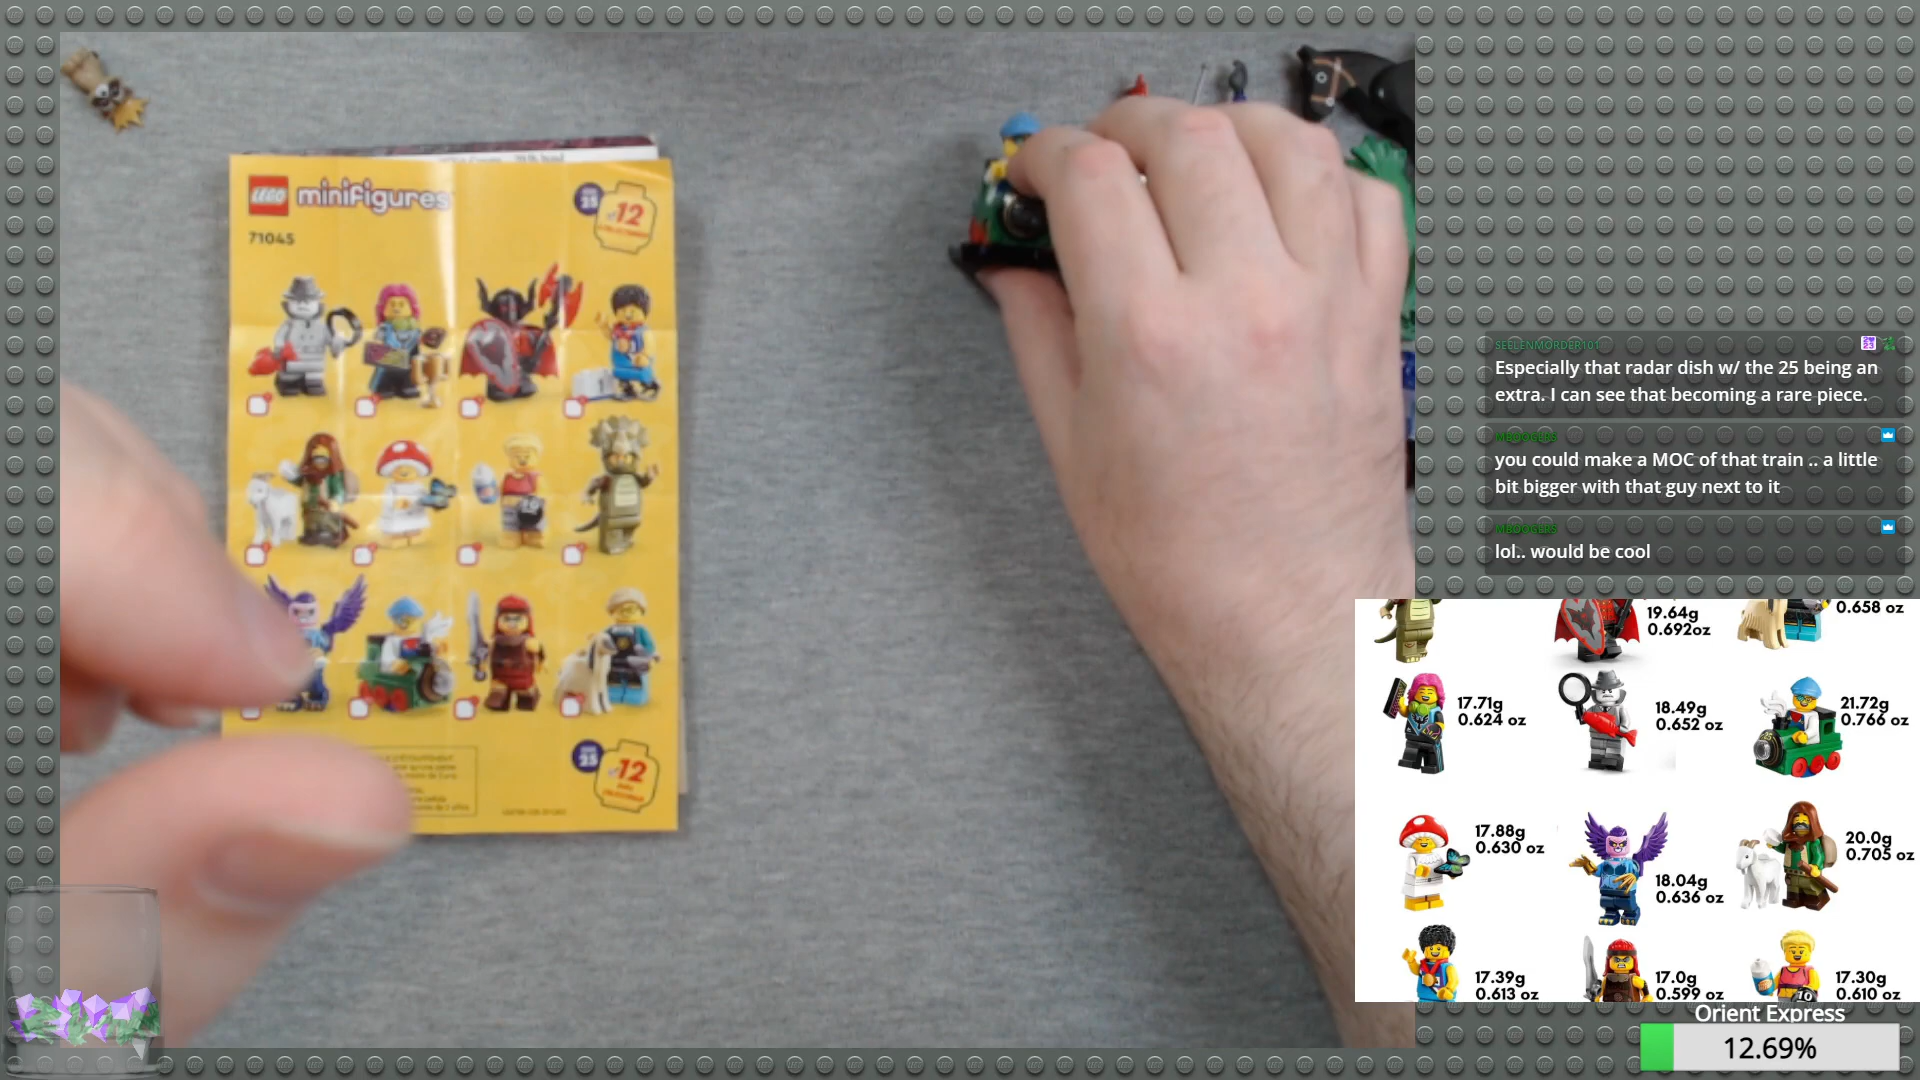 LEGO minifigures
25
12
71045
SEELENMORDER101
Especially that radar dish w/ the 25 being an
extra. I can see that becoming a rare piece.
MBOOGERS
you could make a MOC of that train .. a little
bit bigger with that guy next to it
MBOOGERS
lol.. would be cool
19.64g
0.692oz
0.658 oz
17.71g
0.624 oz
18.49g
0.652 oz
21.72g
0.766 oz
17.88g
0.630 oz
18.04g
0.636 oz
20.0g
0.705 oz
17.39g
0.613 oz
17.0g
0.599 oz
17.30g
0.610 oz
25
12
Orient Express
12.69%